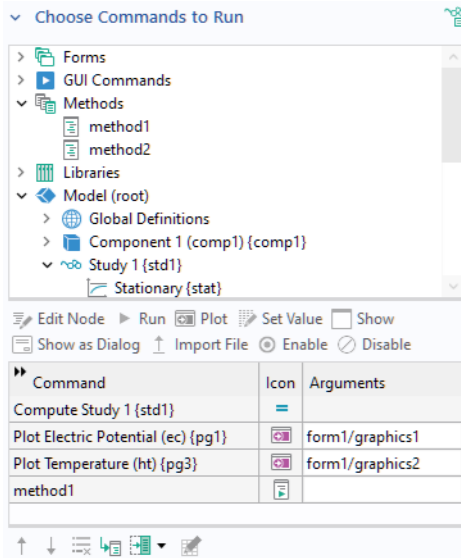 Choose Commands to Run
Forms
GUI Commands
Methods
method1
method2
Libraries
Model (root)
Global Definitions
Component 1 (comp1) {comp1}
Study 1 {std1}
Stationary {stat}
Edit Node Run Plot Set Value Show
Show as Dialog Import File Enable Disable
Command Icon Arguments
Compute Study 1 {std1}
Plot Electric Potential (ec) {pg1} form1/graphics1
Plot Temperature (ht) {pg3} form1/graphics2
method1